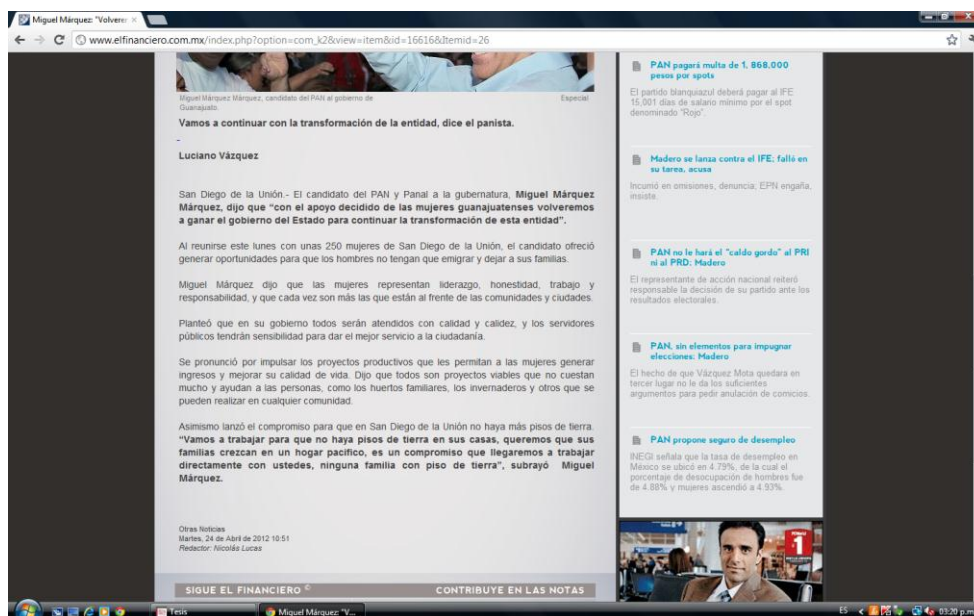 Miguel Márquez: "Volvere
www.elfinanciero.com.mx/index.php?option=com_k2&view=item&id=16616&Itemid=26
Miguel Márquez Márquez, candidato del PAN al gobierno de
Guanajuato.
Especial
Vamos a continuar con la transformación de la entidad, dice el panista.
Luciano Vázquez
San Diego de la Unión.- El candidato del PAN y Panal a la gubernatura, Miguel Márquez
Márquez, dijo que “con el apoyo decidido de las mujeres guanajuatenses volveremos
a ganar el gobierno del Estado para continuar la transformación de esta entidad”.
Al reunirse este lunes con unas 250 mujeres de San Diego de la Unión, el candidato ofreció
generar oportunidades para que los hombres no tengan que emigrar y dejar a sus familias.
Miguel Márquez dijo que las mujeres representan liderazgo, honestidad, trabajo y
responsabilidad, y que cada vez son más las que están al frente de las comunidades y ciudades.
Planteó que en su gobierno todos serán atendidos con calidad y calidez, y los servidores
públicos tendrán sensibilidad para dar el mejor servicio a la ciudadanía.
Se pronunció por impulsar los proyectos productivos que les permitan a las mujeres generar
ingresos y mejorar su calidad de vida. Dijo que todos son proyectos viables que no cuestan
mucho y ayudan a las personas, como los huertos familiares, los invernaderos y otros que se
pueden realizar en cualquier comunidad.
Asimismo lanzó el compromiso para que en San Diego de la Unión no haya más pisos de tierra.
“Vamos a trabajar para que no haya pisos de tierra en sus casas, queremos que sus
familias crezcan en un hogar pacífico, es un compromiso que llegaremos a trabajar
directamente con ustedes, ninguna familia con piso de tierra”, subrayó Miguel
Márquez.
Otras Noticias
Martes, 24 de Abril de 2012 10:51
Redactor: Nicolás Lucas
SIGUE EL FINANCIERO ©
CONTRIBUYE EN LAS NOTAS
PAN pagará multa de 1, 868,000
pesos por spots
El partido blanquiazul deberá pagar al IFE
15,001 días de salario mínimo por el spot
denominado "Rojo".
Madero se lanza contra el IFE; falló en
su tarea, acusa
Incurrió en omisiones, denuncia; EPN engaña,
insiste.
PAN no le hará el "caldo gordo" al PRI
ni al PRD: Madero
El representante de acción nacional reiteró
responsable la decisión de su partido ante los
resultados electorales.
PAN, sin elementos para impugnar
elecciones: Madero
El hecho de que Vázquez Mota quedara en
tercer lugar no le da los suficientes
argumentos para pedir anulación de comicios.
PAN propone seguro de desempleo
INEGI señala que la tasa de desempleo en
México se ubicó en 4.79%, de la cual el
porcentaje de desocupación de hombres fue
de 4.88% y mujeres ascendió a 4.93%.
1
Tesis
Miguel Márquez: "V...
ES
03:20 p.m.